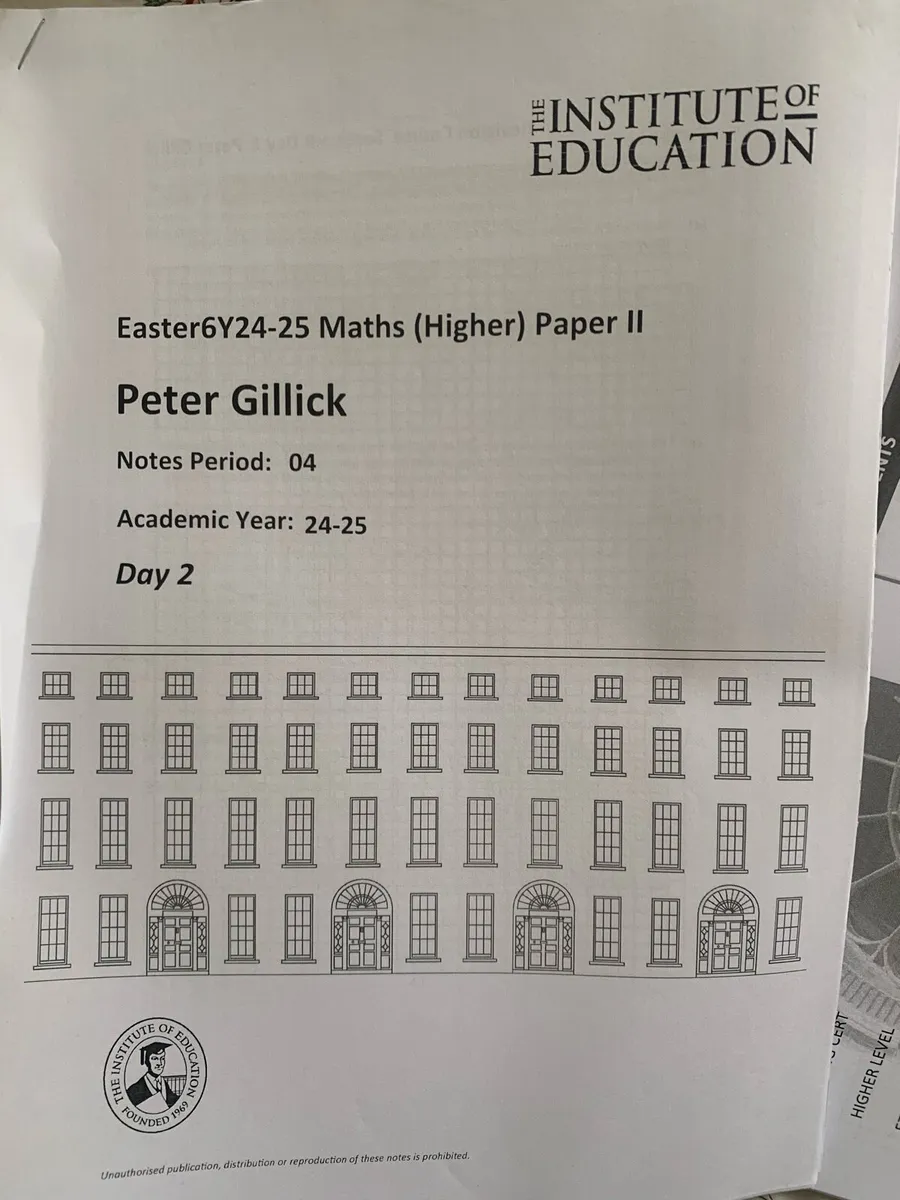 THE INSTITUTE OF
EDUCATION
Easter6Y24-25 Maths (Higher) Paper II
Peter Gillick
Notes Period: 04
Academic Year: 24-25
Day 2
THE INSTITUTE OF EDUCATION
FOUNDED 1969
Unauthorised publication, distribution or reproduction of these notes is prohibited.
CERT
HIGHER LEVEL